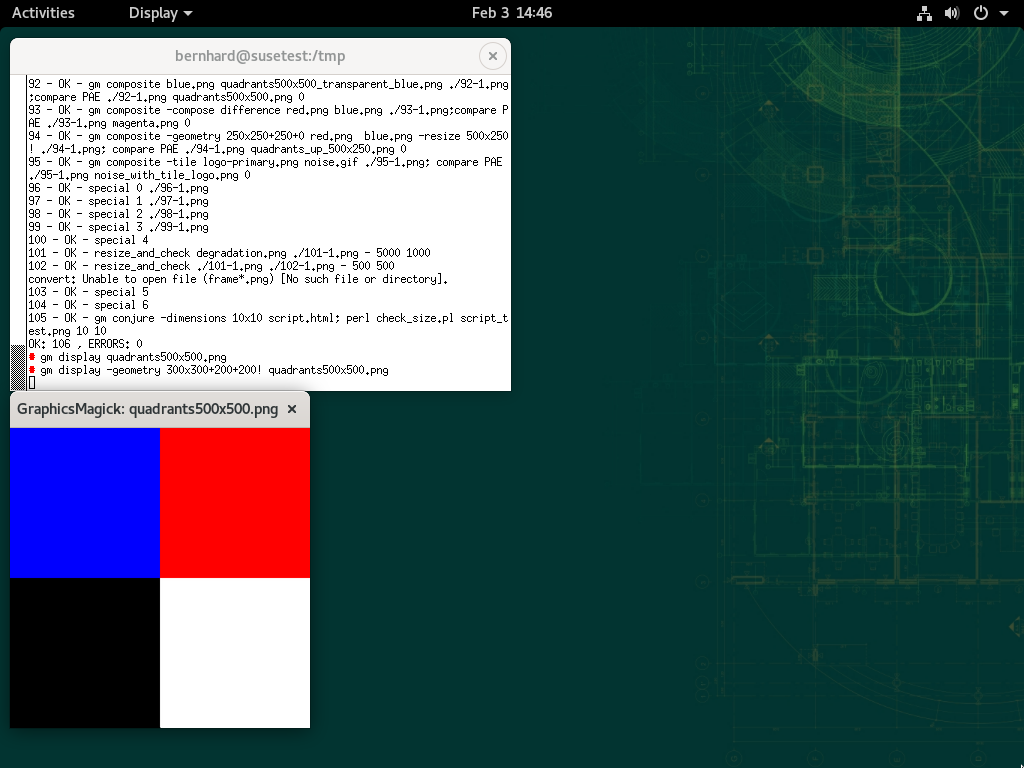 Activities Display Feb 3 14:46
bernhard@susetest:/tmp
92 - OK - gm composite blue.png quadrants500x500_transparent_blue.png ./92-1.png
;compare PAE ./92-1.png quadrants500x500.png 0
93 - OK - gm composite -compose difference red.png blue.png ./93-1.png;compare P
AE ./93-1.png magenta.png 0
94 - OK - gm composite -geometry 250x250+250+0 red.png  blue.png -resize 500x250
! ./94-1.png; compare PAE ./94-1.png quadrants_up_500x250.png 0
95 - OK - gm composite -tile logo-primary.png noise.gif ./95-1.png; compare PAE
./95-1.png noise_with_tile_logo.png 0
96 - OK - special 0 ./96-1.png
97 - OK - special 1 ./97-1.png
98 - OK - special 2 ./98-1.png
99 - OK - special 3 ./99-1.png
100 - OK - special 4
101 - OK - resize_and_check degradation.png ./101-1.png - 5000 1000
102 - OK - resize_and_check ./101-1.png ./102-1.png - 500 500
convert: Unable to open file (frame*.png) [No such file or directory].
103 - OK - special 5
104 - OK - special 6
105 - OK - gm conjure -dimensions 10x10 script.html; perl check_size.pl script_t
est.png 10 10
OK: 106 , ERRORS: 0
# gm display quadrants500x500.png
# gm display -geometry 300x300+200+200! quadrants500x500.png
GraphicsMagick: quadrants500x500.png